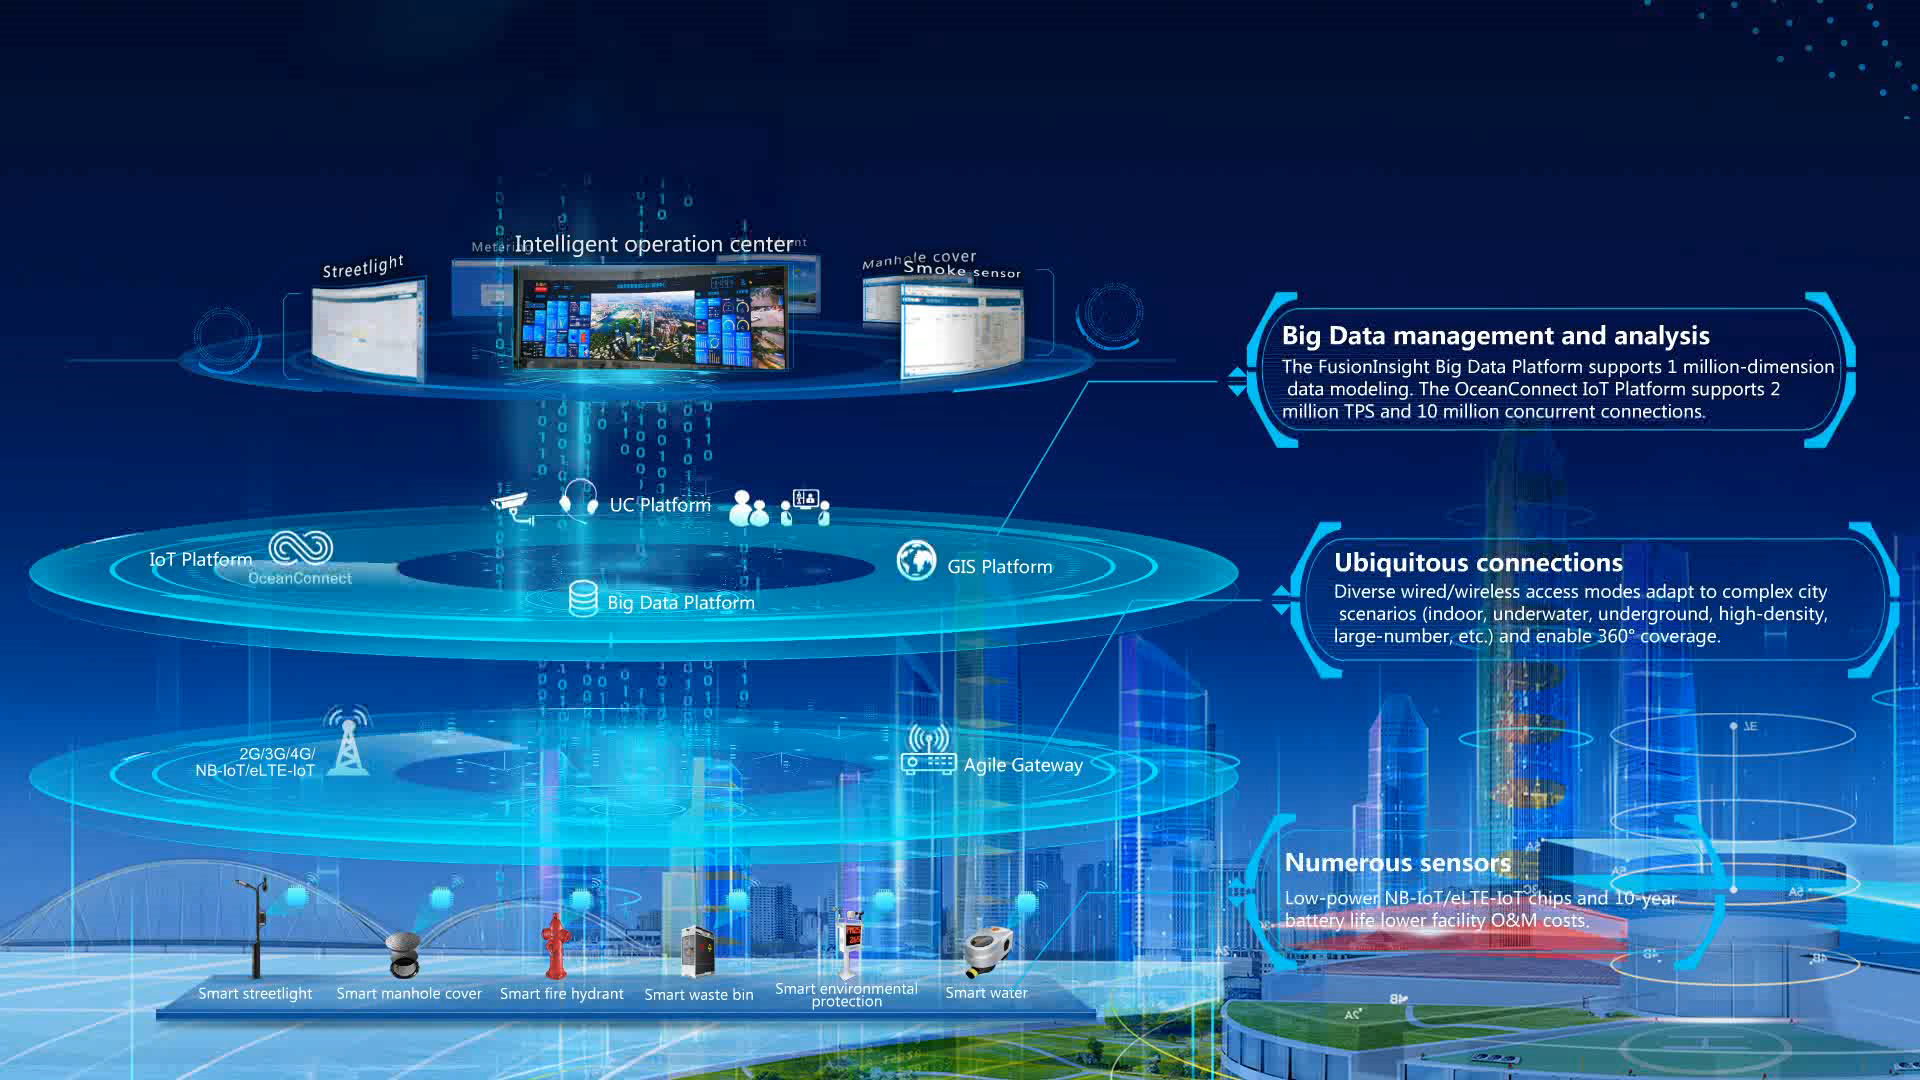 Intelligent operation center
Streetlight
Manhole cover
Smoke sensor
Big Data management and analysis
The FusionInsight Big Data Platform supports 1 million-dimension
data modeling. The OceanConnect IoT Platform supports 2
million TPS and 10 million concurrent connections.
UC Platform
IoT Platform
OceanConnect
GIS Platform
Big Data Platform
Ubiquitous connections
Diverse wired/wireless access modes adapt to complex city
scenarios (indoor, underwater, underground, high-density,
large-number, etc.) and enable 360° coverage.
2G/3G/4G/
NB-IoT/eLTE-IoT
Agile Gateway
Numerous sensors
Low-power NB-IoT/eLTE-IoT chips and 10-year
battery life lower facility O&M costs.
Smart streetlight
Smart manhole cover
Smart fire hydrant
Smart waste bin
Smart environmental
protection
Smart water